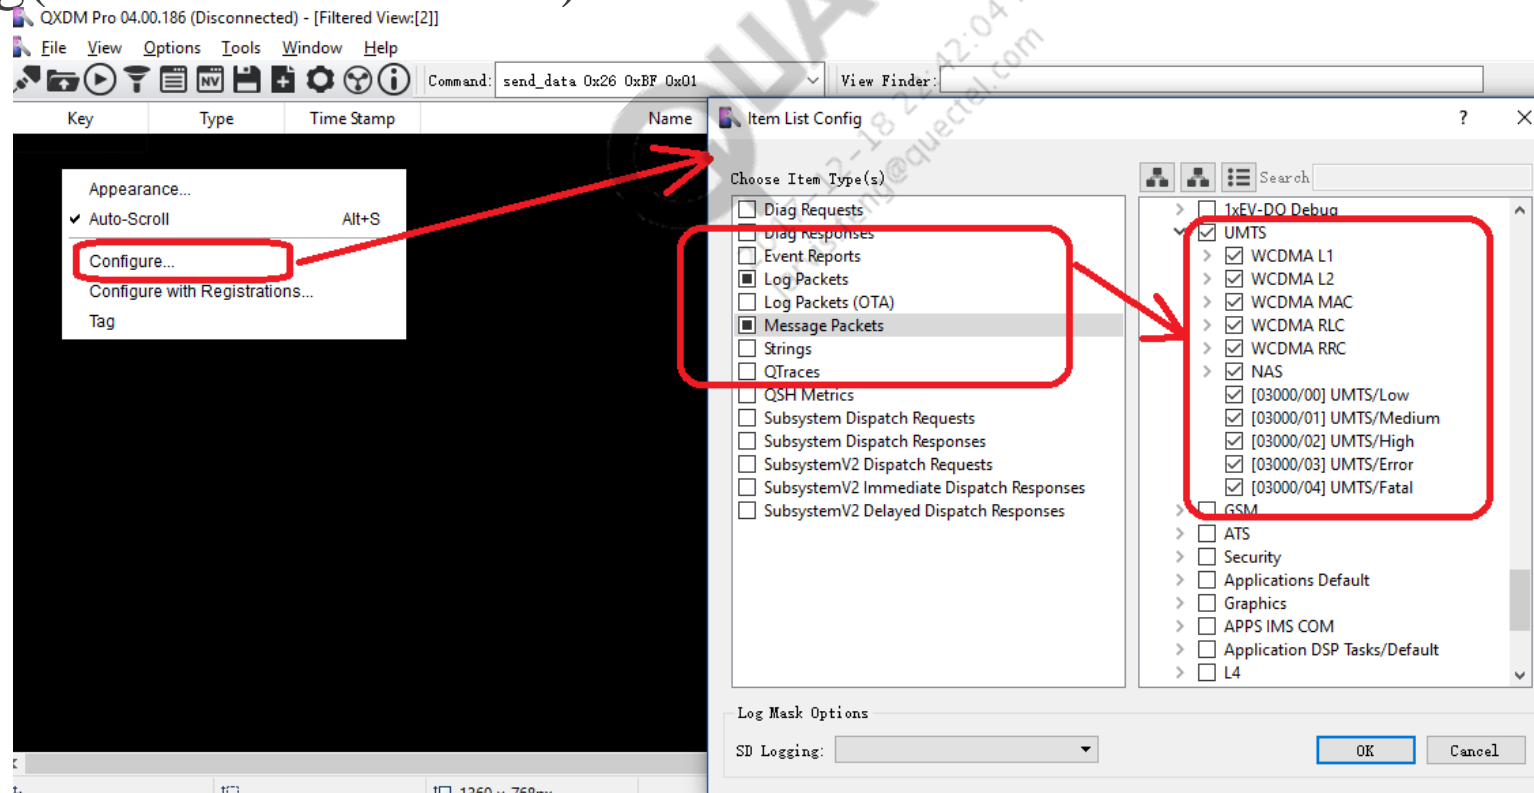 QXDM Pro 04.00.186 (Disconnected) - [Filtered View:[2]]
File View Options Tools Window Help
NV
Command: send_data 0x26 0xBF 0x01
View Finder:
Key Type Time Stamp Name
Appearance...
Auto-Scroll Alt+S
Configure...
Configure with Registrations...
Tag
Item List Config
? X
Choose Item Type(s)
Diag Requests
Diag Responses
Event Reports
Log Packets
Log Packets (OTA)
Message Packets
Strings
QTraces
QSH Metrics
Subsystem Dispatch Requests
Subsystem Dispatch Responses
SubsystemV2 Dispatch Requests
SubsystemV2 Immediate Dispatch Responses
SubsystemV2 Delayed Dispatch Responses
Search
1xEV-DO Debug
UMTS
WCDMA L1
WCDMA L2
WCDMA MAC
WCDMA RLC
WCDMA RRC
NAS
[03000/00] UMTS/Low
[03000/01] UMTS/Medium
[03000/02] UMTS/High
[03000/03] UMTS/Error
[03000/04] UMTS/Fatal
GSM
ATS
Security
Applications Default
Graphics
APPS IMS COM
Application DSP Tasks/Default
L4
Log Mask Options
SD Logging:
OK Cancel